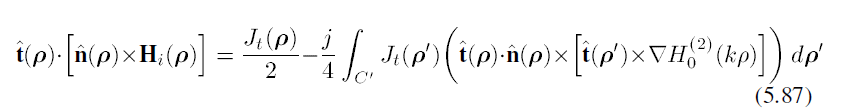 t̂(ρ)·[n̂(ρ)×H_i(ρ)] = J_t(ρ)/2 − j/4 ∫_{C′} J_t(ρ′)(t̂(ρ)·n̂(ρ)×[t̂(ρ′)×∇H_0^{(2)}(kρ)]) dρ′
(5.87)